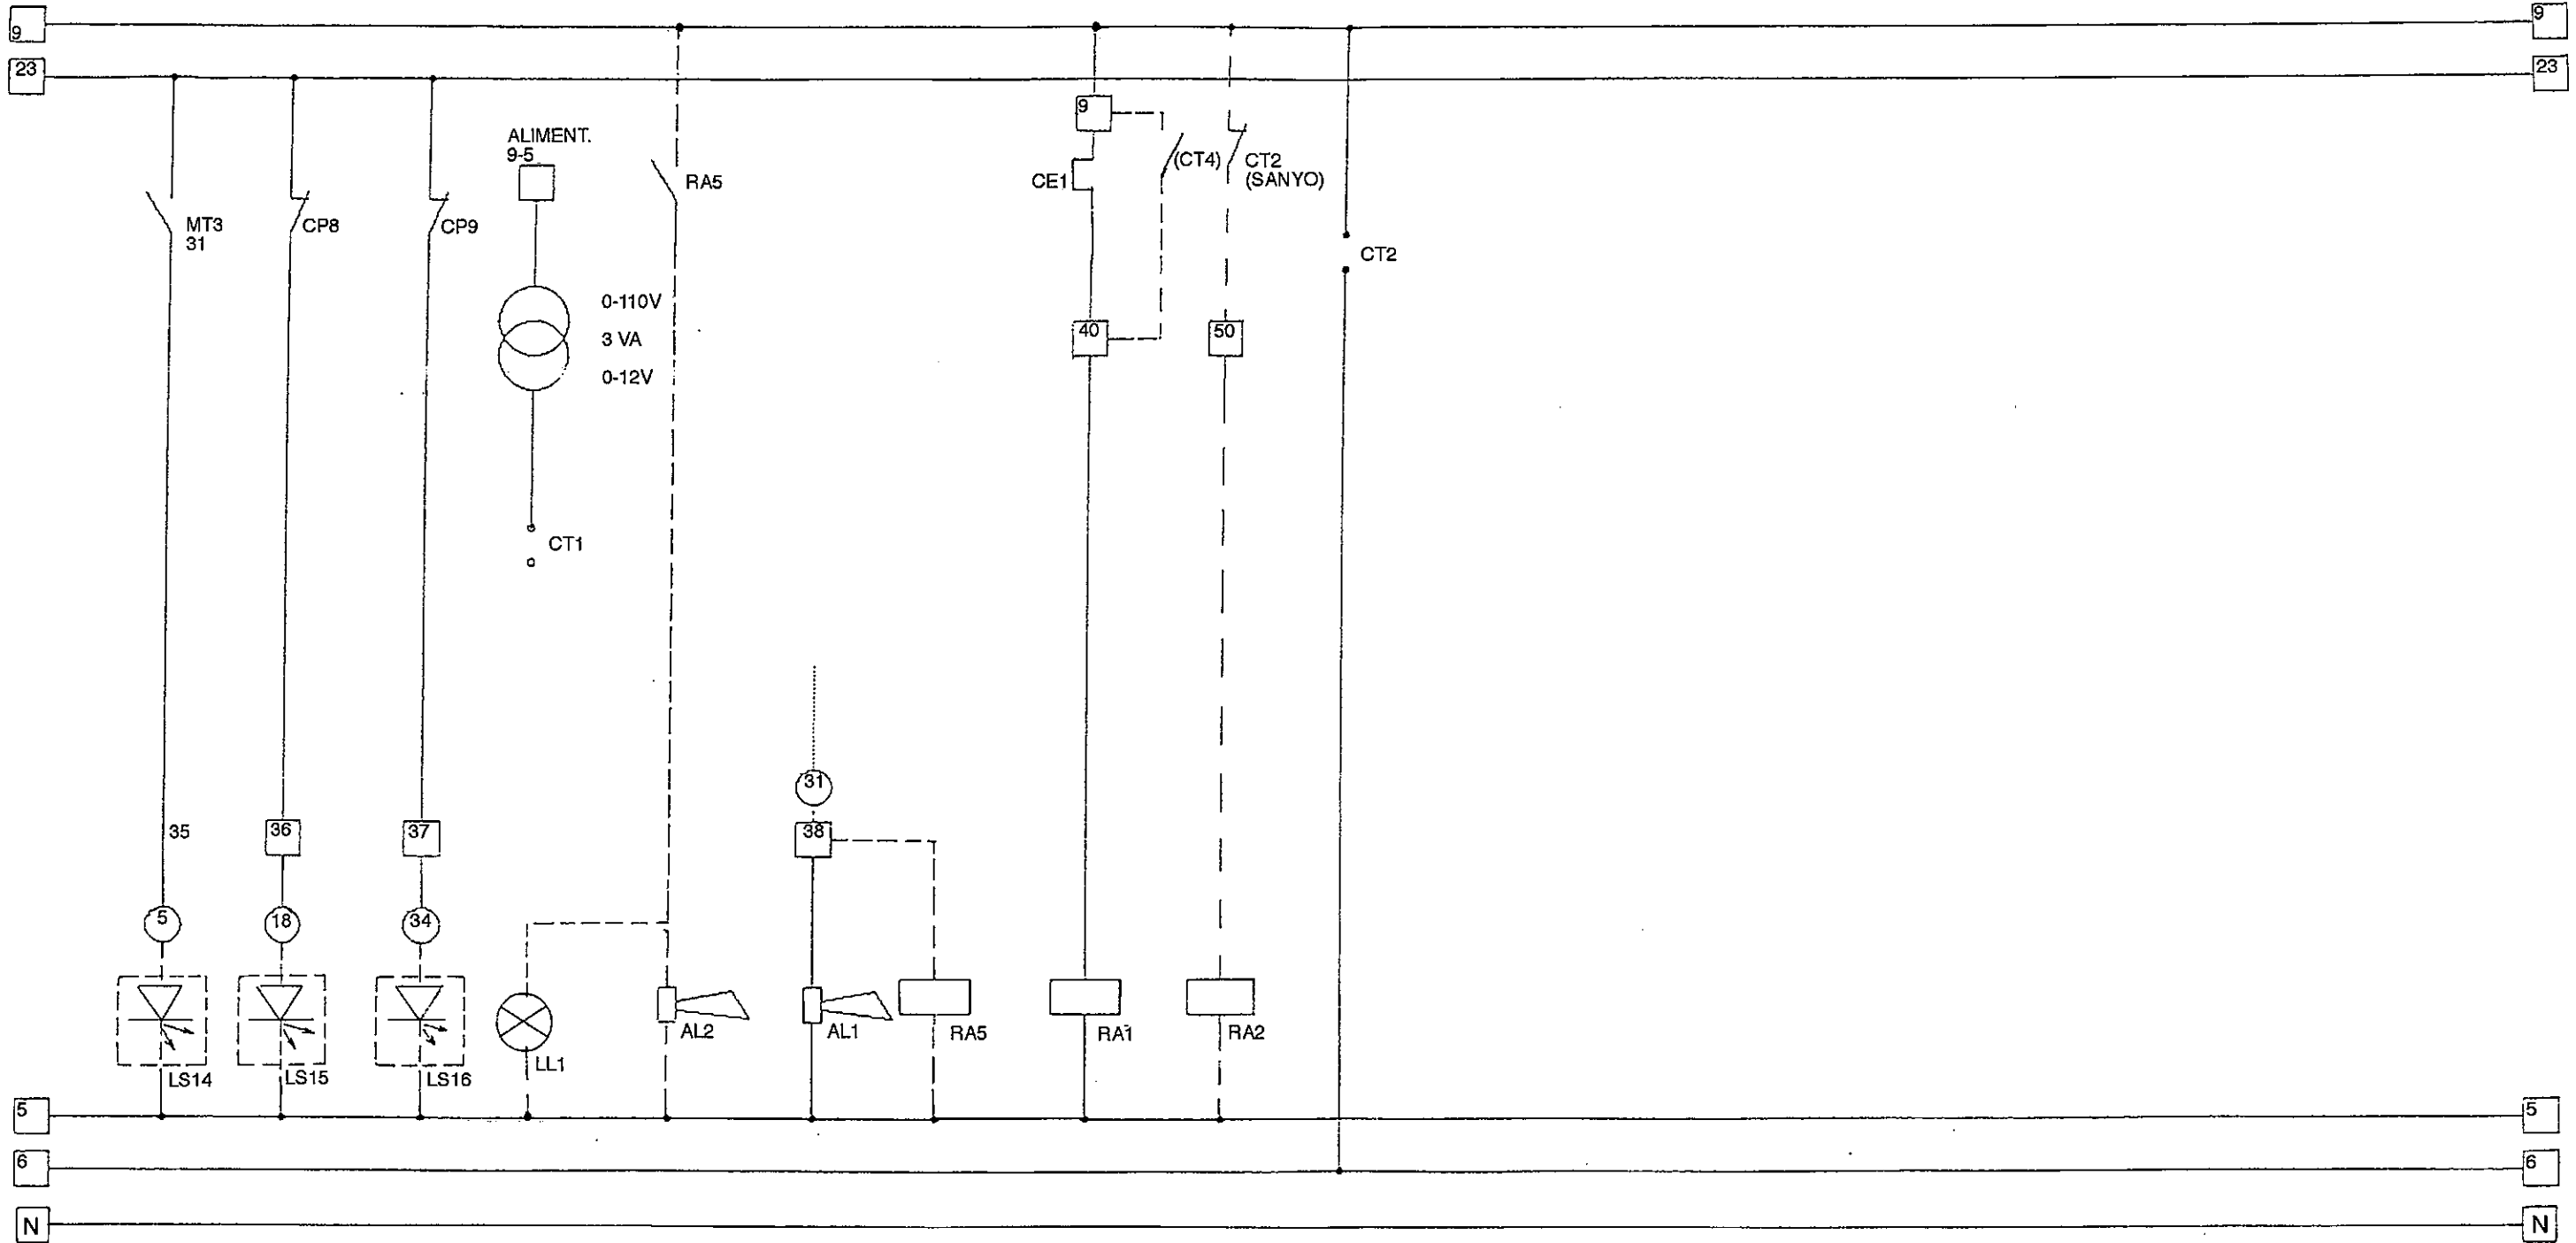 9
9
23
23
ALIMENT.
9-5
RA5
9
(CT4)
CT2
(SANYO)
CE1
MT3
31
CP8
CP9
CT2
0-110V
3 VA
0-12V
40
50
CT1
31
35
36
37
38
5
18
34
LS14
LS15
LS16
LL1
AL2
AL1
RA5
RA1
RA2
5
5
6
6
N
N